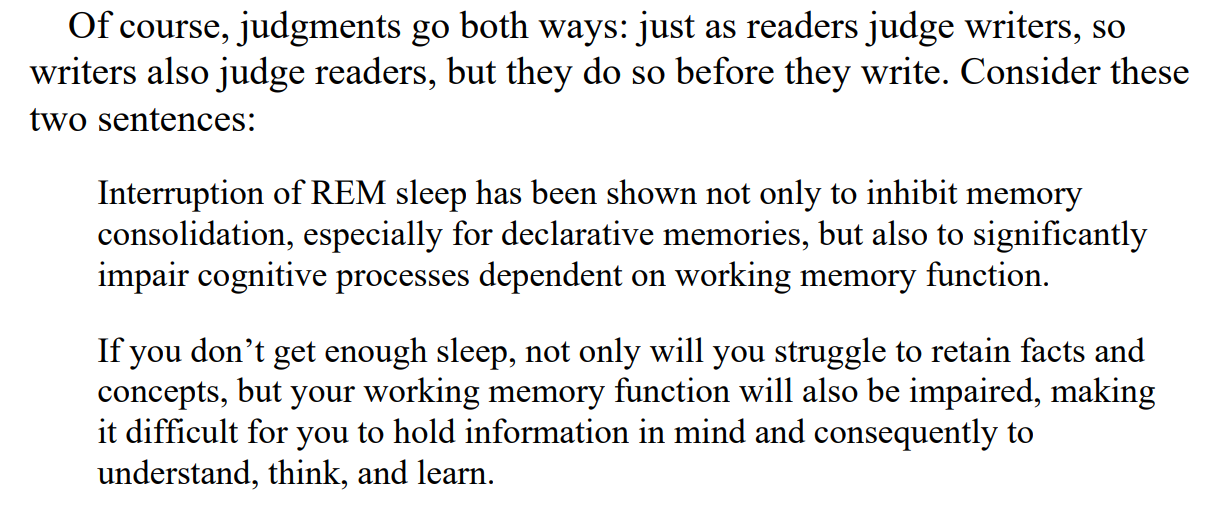 Of course, judgments go both ways: just as readers judge writers, so
writers also judge readers, but they do so before they write. Consider these
two sentences:
Interruption of REM sleep has been shown not only to inhibit memory
consolidation, especially for declarative memories, but also to significantly
impair cognitive processes dependent on working memory function.
If you don’t get enough sleep, not only will you struggle to retain facts and
concepts, but your working memory function will also be impaired, making
it difficult for you to hold information in mind and consequently to
understand, think, and learn.